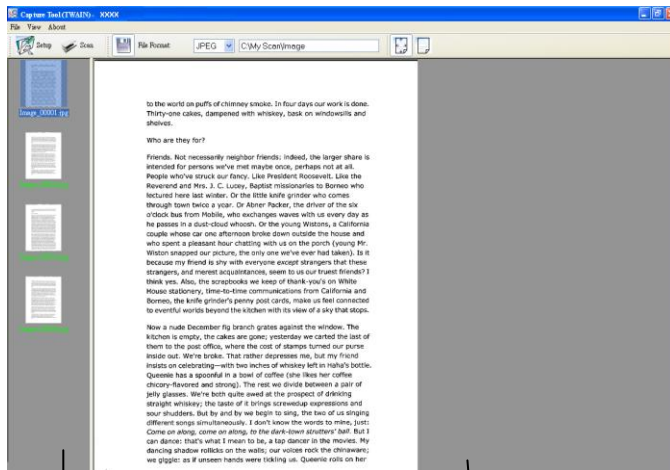 Capture Tool (TWAIN) - XXXX
File View About
Setup Scan File Format JPEG C:\My Scan\Image
Image_00001.jpg
to the world on puffs of chimney smoke. In four days our work is done.
Thirty-one cakes, dampened with whiskey, bask on windowsills and
shelves.
Who are they for?
Friends. Not necessarily neighbor friends: indeed, the larger share is
intended for persons we've met maybe once, perhaps not at all.
People who've struck our fancy. Like President Roosevelt. Like the
Reverend and Mrs. J. C. Lucey, Baptist missionaries to Borneo who
lectured here last winter. Or the little knife grinder who comes
through town twice a year. Or Abner Packer, the driver of the six
o'clock bus from Mobile, who exchanges waves with us every day as
he passes in a dust-cloud whoosh. Or the young Wistons, a California
couple whose car one afternoon broke down outside the house and
who spent a pleasant hour chatting with us on the porch (young Mr.
Wiston snapped our picture, the only one we've ever had taken). Is it
because my friend is shy with everyone except strangers that these
strangers, and merest acquaintances, seem to us our truest friends? I
think yes. Also, the scrapbooks we keep of thank-you's on White
House stationery, time-to-time communications from California and
Borneo, the knife grinder's penny post cards, make us feel connected
to eventful worlds beyond the kitchen with its view of a sky that stops.
Now a nude December fig branch grates against the window. The
kitchen is empty, the cakes are gone; yesterday we carted the last of
them to the post office, where the cost of stamps turned our purse
inside out. We're broke. That rather depresses me, but my friend
insists on celebrating—with two inches of whiskey left in Haha's bottle.
Queenie has a spoonful in a bowl of coffee (she likes her coffee
chicory-flavored and strong). The rest we divide between a pair of
jelly glasses. We're both quite awed at the prospect of drinking
straight whiskey; the taste of it brings screwedup expressions and
sour shudders. But by and by we begin to sing, the two of us singing
different songs simultaneously. I don't know the words to mine, just:
Come on along, come on along, to the dark-town strutters' ball. But I
can dance: that's what I mean to be, a tap dancer in the movies. My
dancing shadow rollicks on the walls; our voices rock the chinaware;
we giggle: as if unseen hands were tickling us. Queenie rolls on her